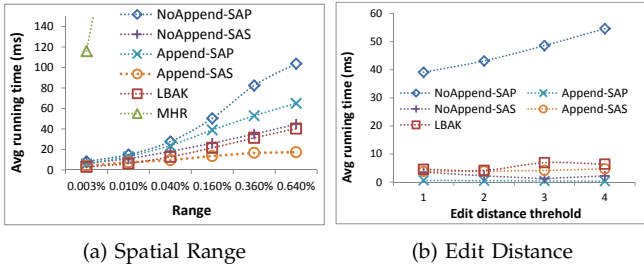 Avg running time (ms)
140
120
100
80
60
40
20
0
NoAppend-SAP
NoAppend-SAS
Append-SAP
Append-SAS
LBAK
MHR
0.003% 0.010% 0.040% 0.160% 0.360% 0.640%
Range
(a) Spatial Range
Avg running time (ms)
60
50
40
30
20
10
0
NoAppend-SAP Append-SAP
NoAppend-SAS Append-SAS
LBAK
1 2 3 4
Edit distance threhold
(b) Edit Distance